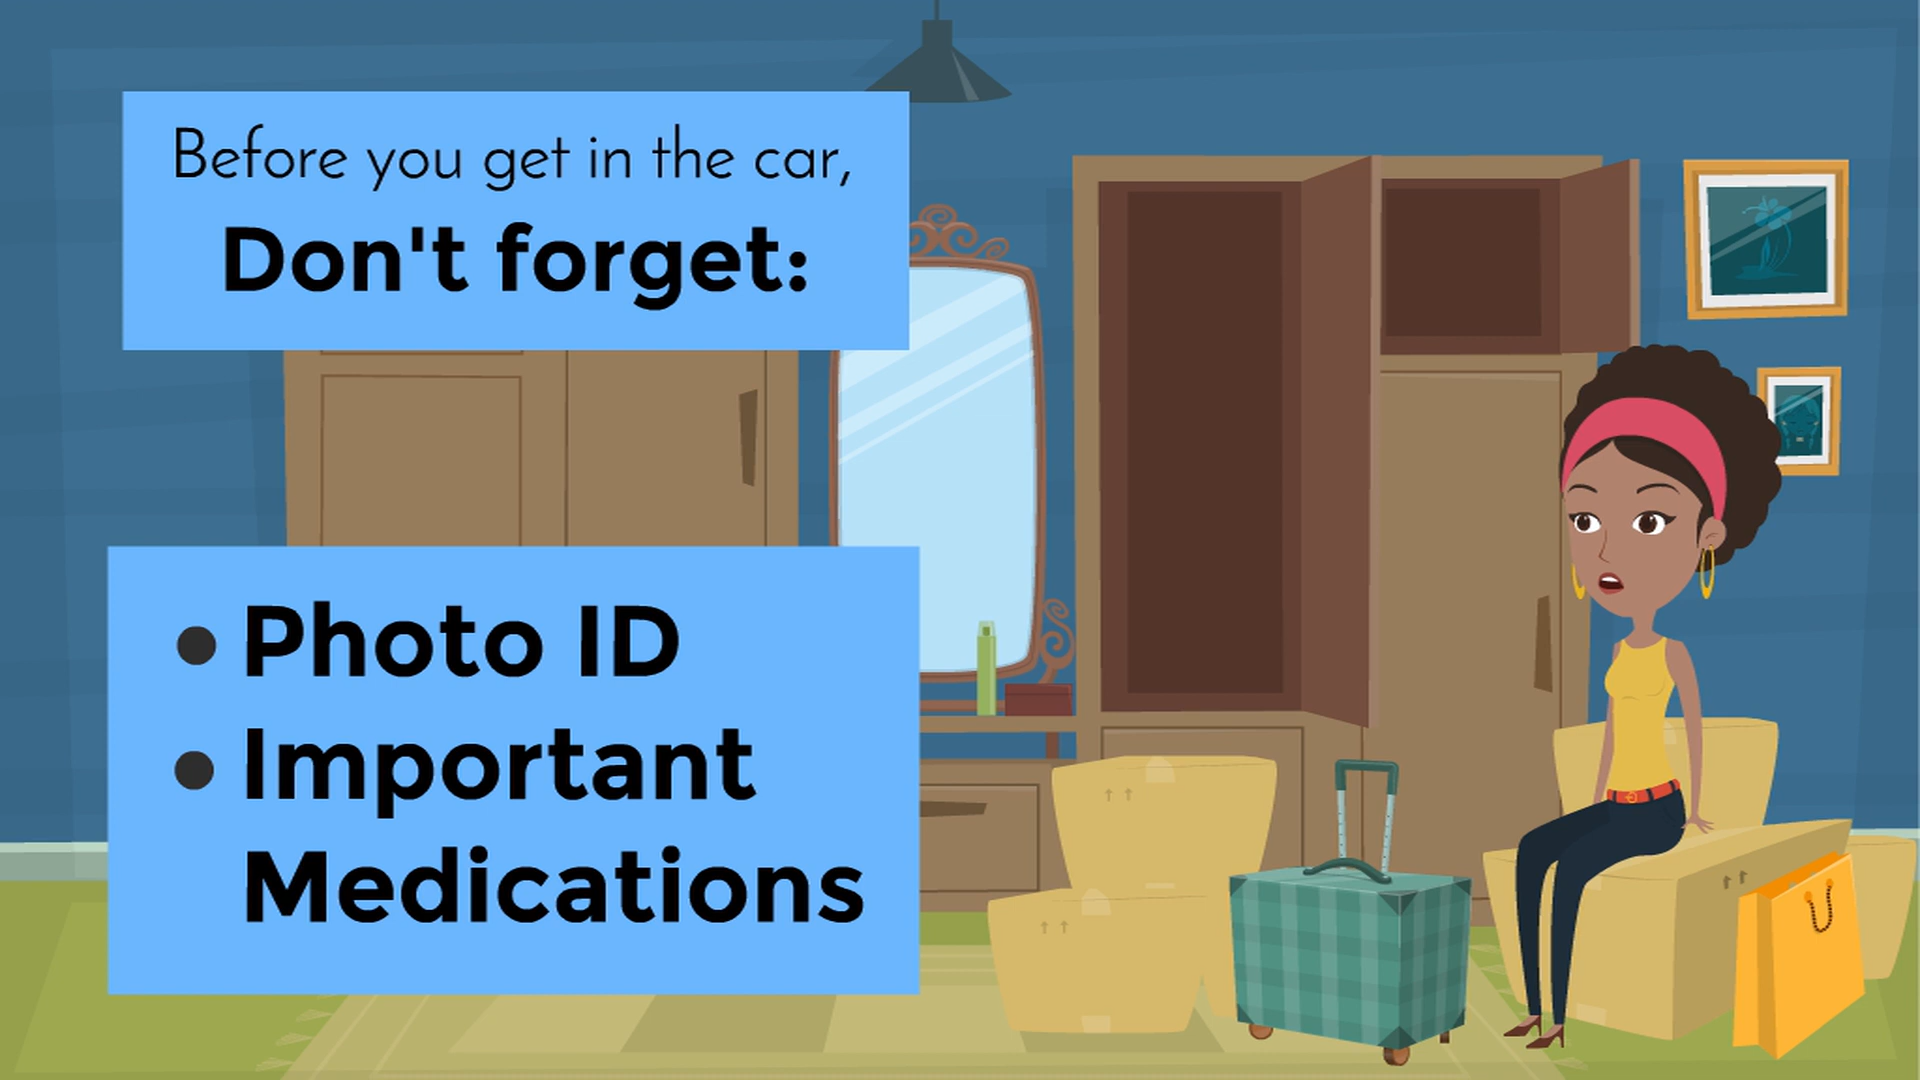 Before you get in the car,
Don't forget:
• Photo ID
• Important
Medications